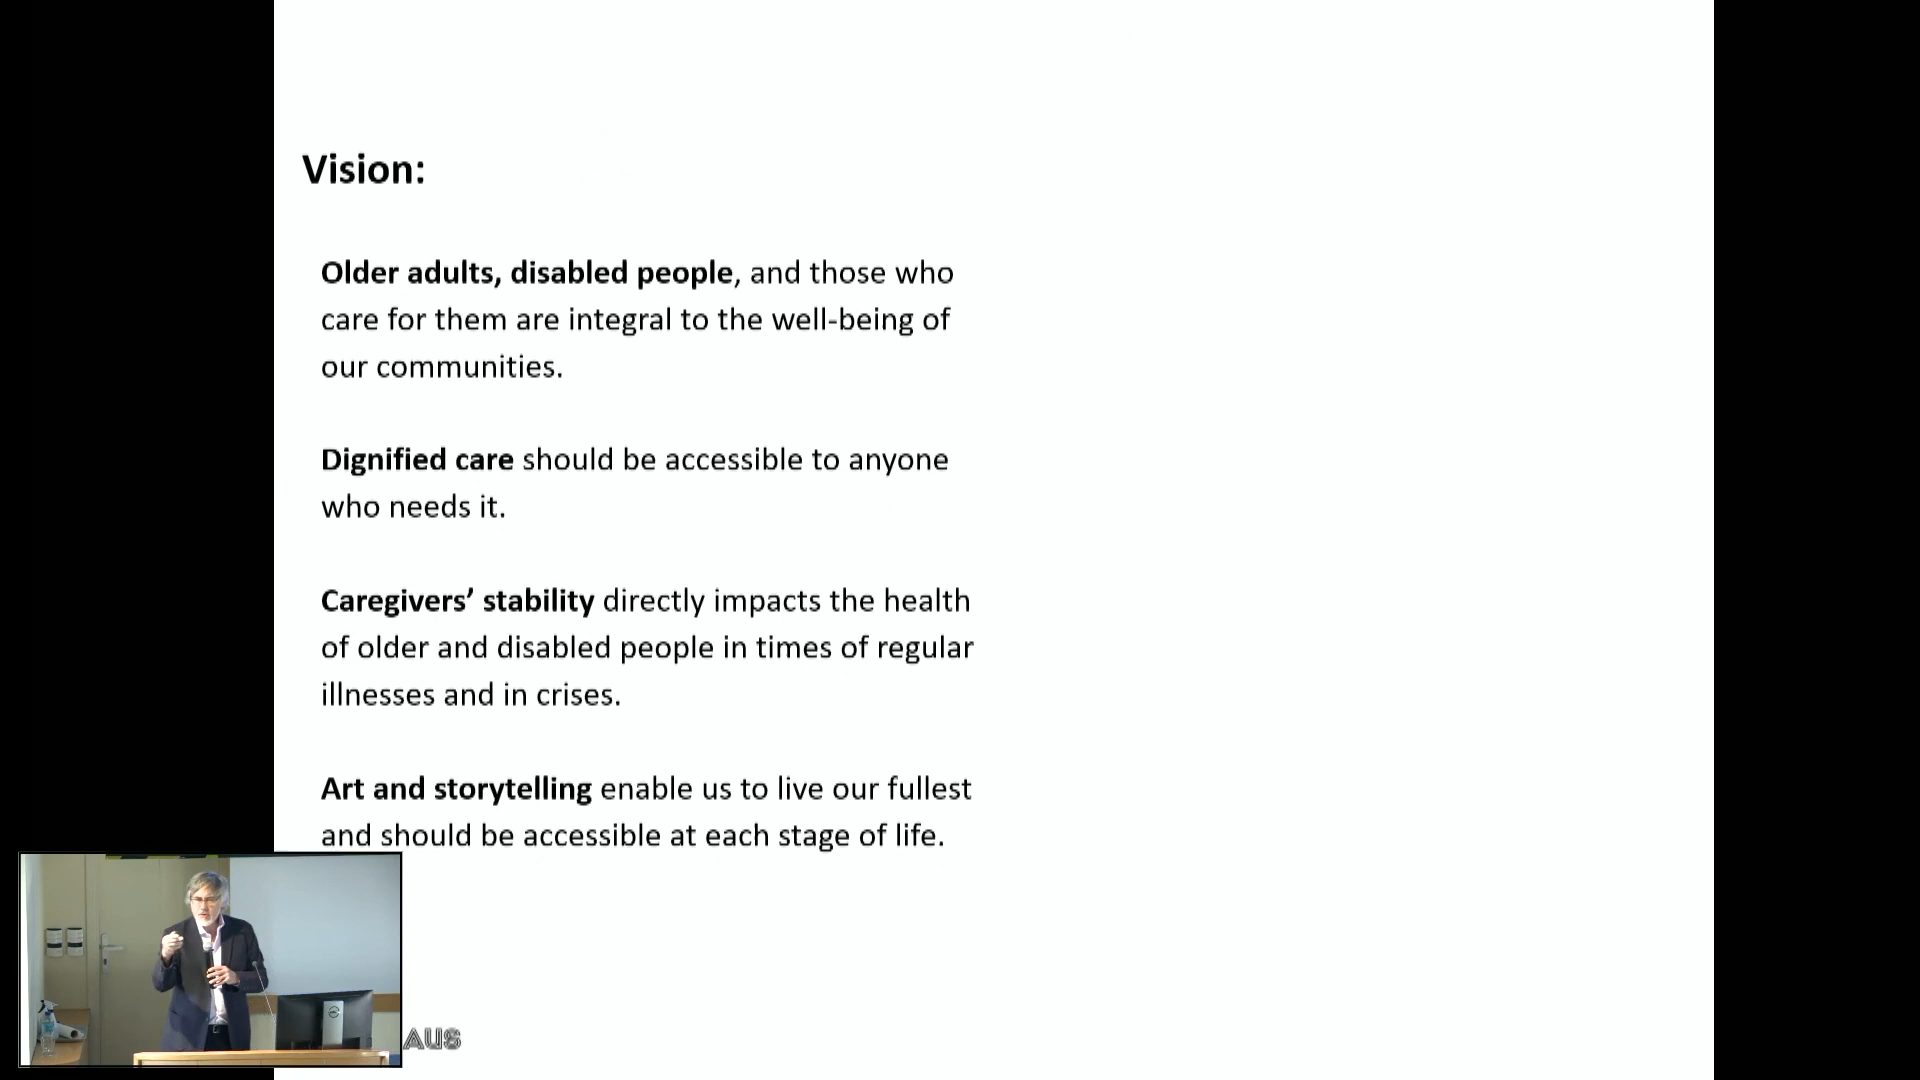 Vision:
Older adults, disabled people, and those who
care for them are integral to the well-being of
our communities.
Dignified care should be accessible to anyone
who needs it.
Caregivers’ stability directly impacts the health
of older and disabled people in times of regular
illnesses and in crises.
Art and storytelling enable us to live our fullest
and should be accessible at each stage of life.
AUS